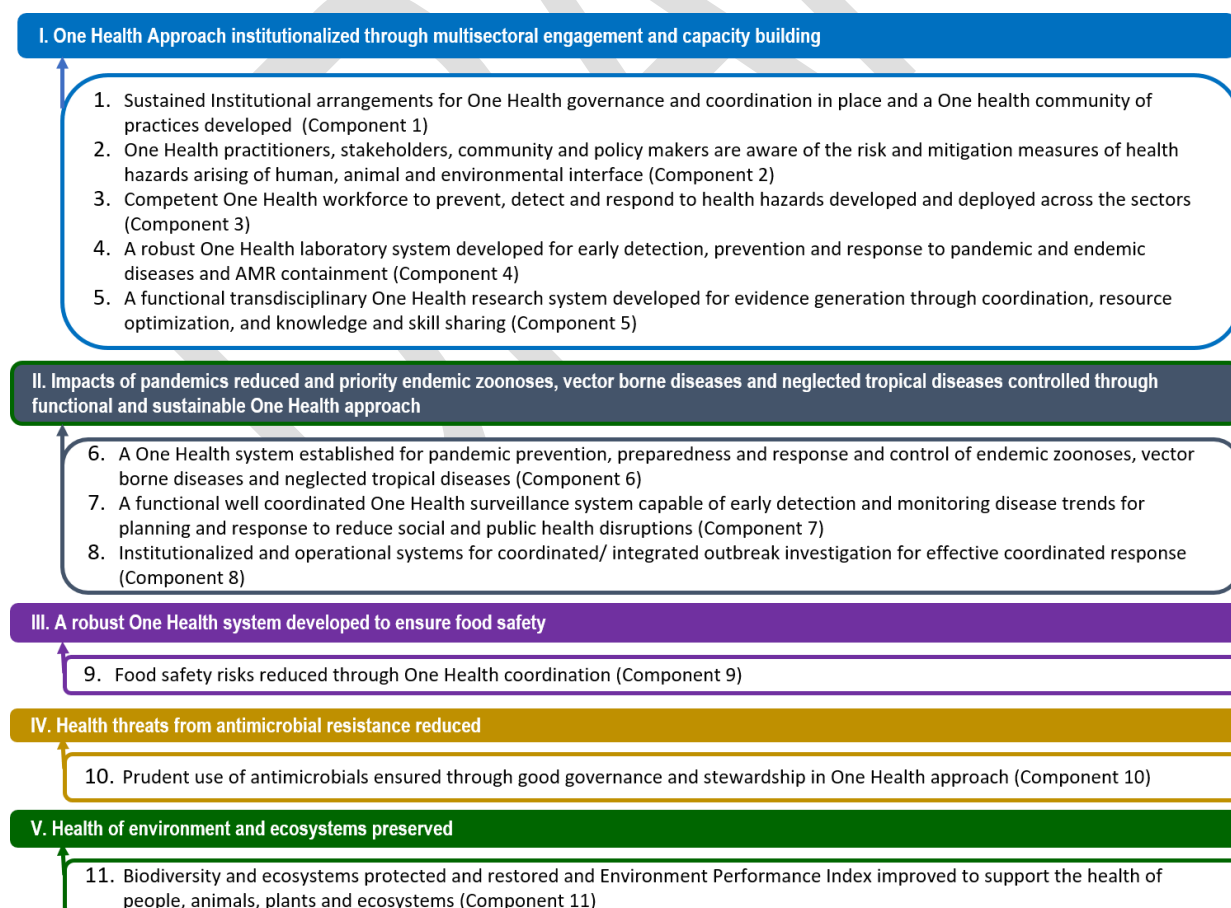 I. One Health Approach institutionalized through multisectoral engagement and capacity building
1. Sustained Institutional arrangements for One Health governance and coordination in place and a One health community of
practices developed (Component 1)
2. One Health practitioners, stakeholders, community and policy makers are aware of the risk and mitigation measures of health
hazards arising of human, animal and environmental interface (Component 2)
3. Competent One Health workforce to prevent, detect and respond to health hazards developed and deployed across the sectors
(Component 3)
4. A robust One Health laboratory system developed for early detection, prevention and response to pandemic and endemic
diseases and AMR containment (Component 4)
5. A functional transdisciplinary One Health research system developed for evidence generation through coordination, resource
optimization, and knowledge and skill sharing (Component 5)
II. Impacts of pandemics reduced and priority endemic zoonoses, vector borne diseases and neglected tropical diseases controlled through
functional and sustainable One Health approach
6. A One Health system established for pandemic prevention, preparedness and response and control of endemic zoonoses, vector
borne diseases and neglected tropical diseases (Component 6)
7. A functional well coordinated One Health surveillance system capable of early detection and monitoring disease trends for
planning and response to reduce social and public health disruptions (Component 7)
8. Institutionalized and operational systems for coordinated/ integrated outbreak investigation for effective coordinated response
(Component 8)
III. A robust One Health system developed to ensure food safety
9. Food safety risks reduced through One Health coordination (Component 9)
IV. Health threats from antimicrobial resistance reduced
10. Prudent use of antimicrobials ensured through good governance and stewardship in One Health approach (Component 10)
V. Health of environment and ecosystems preserved
11. Biodiversity and ecosystems protected and restored and Environment Performance Index improved to support the health of
people, animals, plants and ecosystems (Component 11)